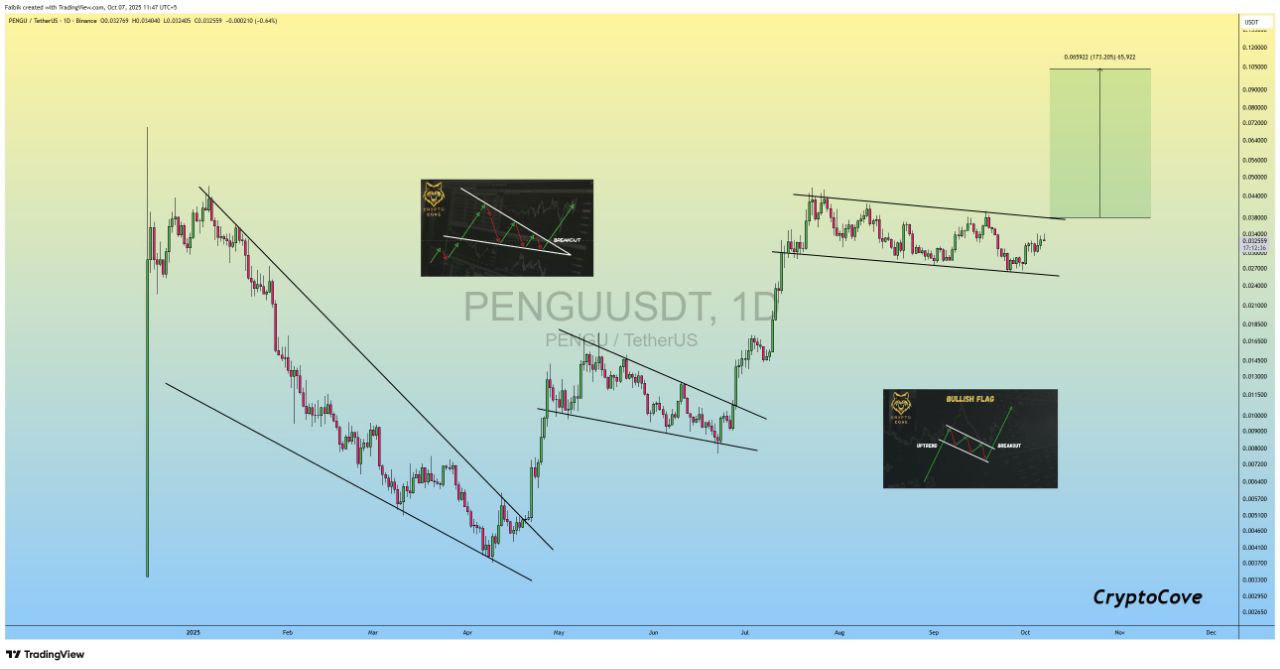 Falbik created with TradingView.com, Oct 07, 2025 11:47 UTC+5
PENGU / TetherUS · 1D · Binance O0.032769 H0.034040 L0.032405 C0.032559 -0.000210 (-0.64%)
USDT
0.120000
0.065922 (173.20%) 65,922
0.105000
0.090000
0.080000
0.072000
0.064000
0.056000
0.050000
0.044000
0.038000
0.034000
0.032559
17:12:36
0.030000
0.027000
0.024000
0.021000
0.018500
0.016500
0.014500
0.013000
0.011500
0.010000
0.009000
0.008000
0.007200
0.006400
0.005700
0.005100
0.004600
0.004100
0.003700
0.003300
0.002950
0.002650
CRYPTO
COVE
BREAKOUT
PENGUUSDT, 1D
PENGU / TetherUS
CRYPTO
COVE
BULLISH FLAG
UPTREND
BREAKOUT
CryptoCove
2025
Feb
Mar
Apr
May
Jun
Jul
Aug
Sep
Oct
Nov
Dec
TradingView